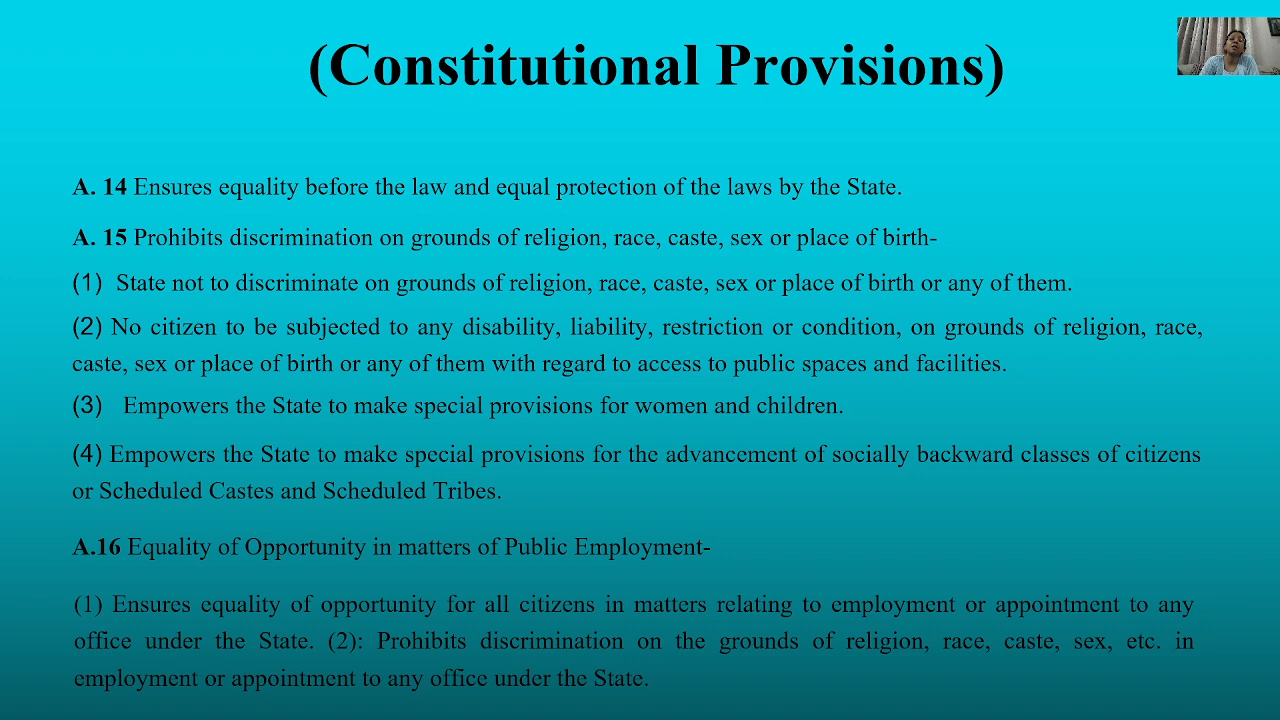 (Constitutional Provisions)
A. 14 Ensures equality before the law and equal protection of the laws by the State.
A. 15 Prohibits discrimination on grounds of religion, race, caste, sex or place of birth-
(1) State not to discriminate on grounds of religion, race, caste, sex or place of birth or any of them.
(2) No citizen to be subjected to any disability, liability, restriction or condition, on grounds of religion, race,
caste, sex or place of birth or any of them with regard to access to public spaces and facilities.
(3) Empowers the State to make special provisions for women and children.
(4) Empowers the State to make special provisions for the advancement of socially backward classes of citizens
or Scheduled Castes and Scheduled Tribes.
A.16 Equality of Opportunity in matters of Public Employment-
(1) Ensures equality of opportunity for all citizens in matters relating to employment or appointment to any
office under the State. (2): Prohibits discrimination on the grounds of religion, race, caste, sex, etc. in
employment or appointment to any office under the State.